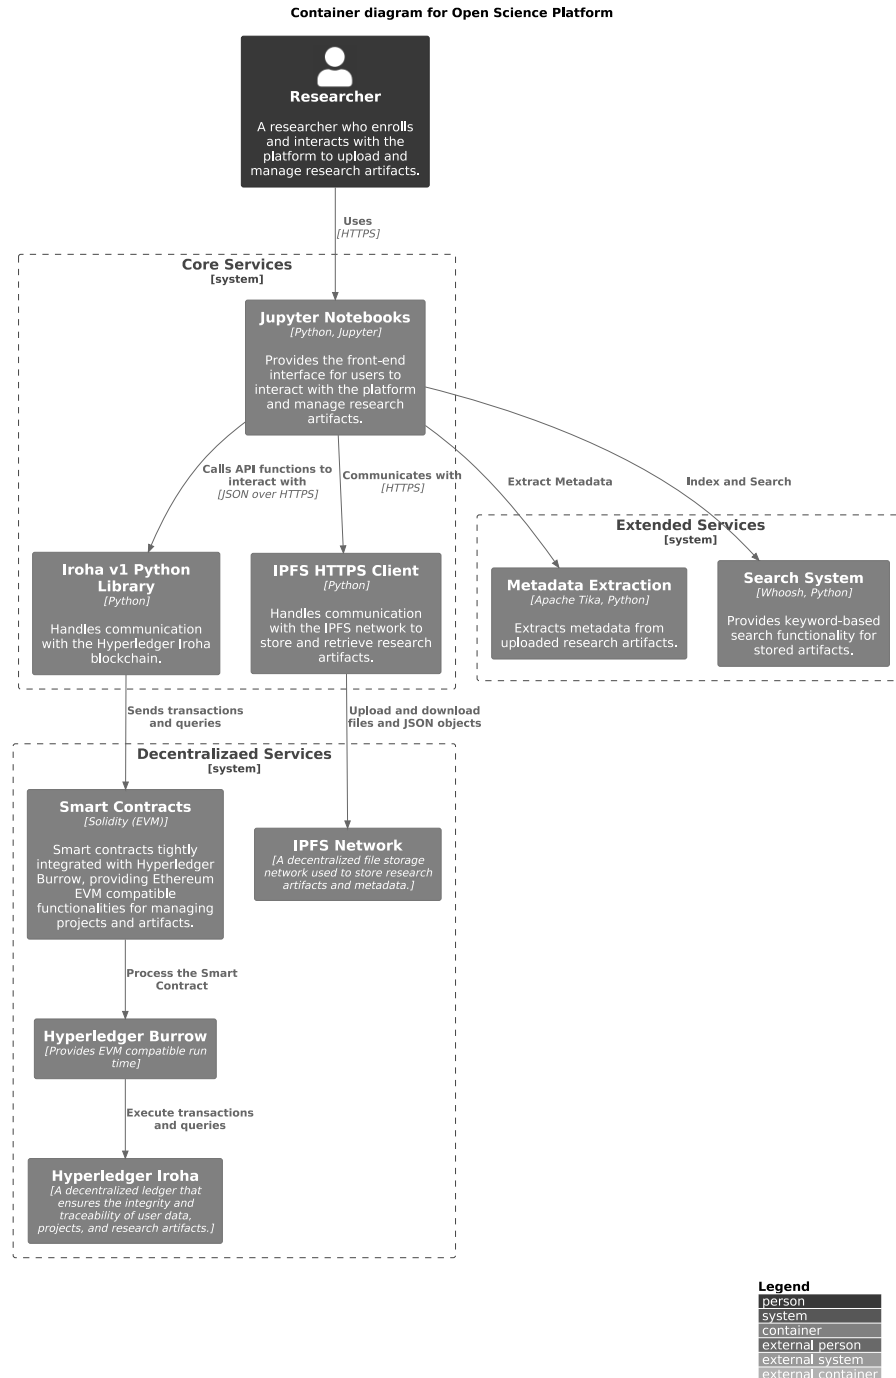 Container diagram for Open Science Platform
Researcher
A researcher who enrolls
and interacts with the
platform to upload and
manage research artifacts.
Uses
[HTTPS]
Core Services
[system]
Jupyter Notebooks
[Python, Jupyter]
Provides the front-end
interface for users to
interact with the platform
and manage research
artifacts.
Calls API functions to
interact with
[JSON over HTTPS]
Communicates with
[HTTPS]
Extract Metadata
Index and Search
Iroha v1 Python
Library
[Python]
Handles communication
with the Hyperledger Iroha
blockchain.
IPFS HTTPS Client
[Python]
Handles communication
with the IPFS network to
store and retrieve research
artifacts.
Extended Services
[system]
Metadata Extraction
[Apache Tika, Python]
Extracts metadata from
uploaded research artifacts.
Search System
[Whoosh, Python]
Provides keyword-based
search functionality for
stored artifacts.
Sends transactions
and queries
Upload and download
files and JSON objects
Decentralizaed Services
[system]
Smart Contracts
[Solidity (EVM)]
Smart contracts tightly
integrated with Hyperledger
Burrow, providing Ethereum
EVM compatible
functionalities for managing
projects and artifacts.
IPFS Network
[A decentralized file storage
network used to store research
artifacts and metadata.]
Process the Smart
Contract
Hyperledger Burrow
[Provides EVM compatible run
time]
Execute transactions
and queries
Hyperledger Iroha
[A decentralized ledger that
ensures the integrity and
traceability of user data,
projects, and research artifacts.]
Legend
person
system
container
external person
external system
external container